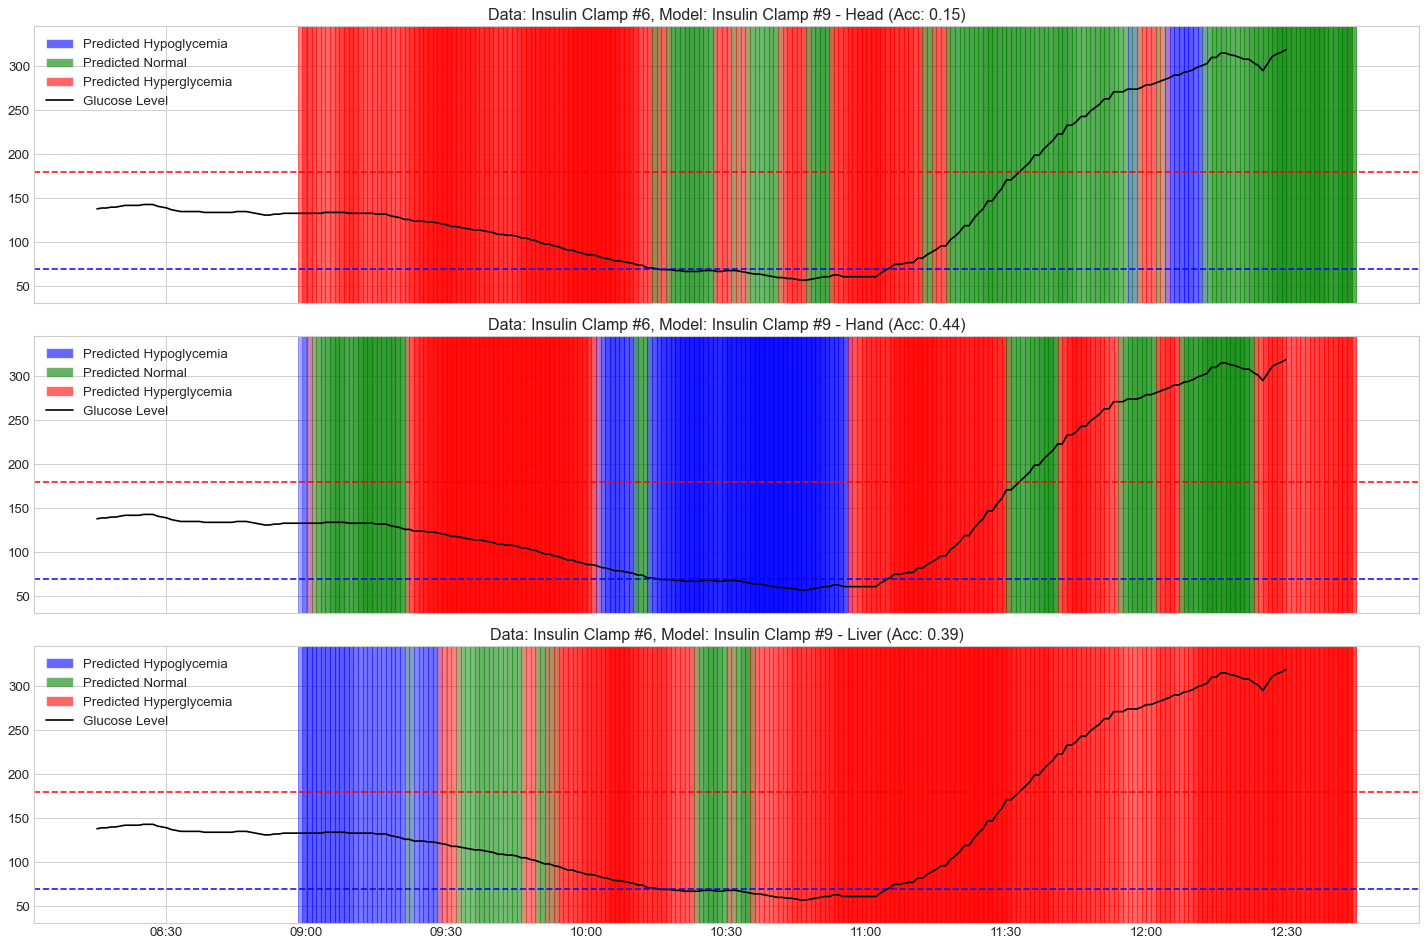 Data: Insulin Clamp #6, Model: Insulin Clamp #9 - Head (Acc: 0.15)
Predicted Hypoglycemia
Predicted Normal
Predicted Hyperglycemia
Glucose Level
300
250
200
150
100
50
Data: Insulin Clamp #6, Model: Insulin Clamp #9 - Hand (Acc: 0.44)
Predicted Hypoglycemia
Predicted Normal
Predicted Hyperglycemia
Glucose Level
300
250
200
150
100
50
Data: Insulin Clamp #6, Model: Insulin Clamp #9 - Liver (Acc: 0.39)
Predicted Hypoglycemia
Predicted Normal
Predicted Hyperglycemia
Glucose Level
300
250
200
150
100
50
08:30 09:00 09:30 10:00 10:30 11:00 11:30 12:00 12:30